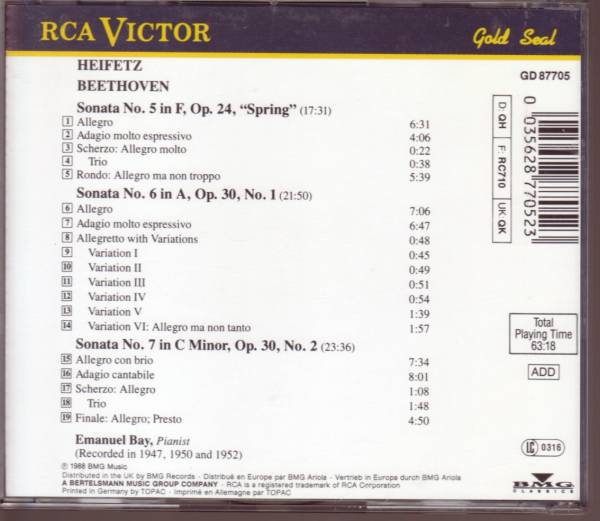 RCA VICTOR Gold Seal
HEIFETZ
GD 87705
BEETHOVEN
Sonata No. 5 in F, Op. 24, “Spring” (17:31)
1 Allegro 6:31
2 Adagio molto espressivo 4:06
3 Scherzo: Allegro molto 0:22
4 Trio 0:38
5 Rondo: Allegro ma non troppo 5:39
Sonata No. 6 in A, Op. 30, No. 1 (21:50)
6 Allegro 7:06
7 Adagio molto espressivo 6:47
8 Allegretto with Variations 0:48
9 Variation I 0:45
10 Variation II 0:49
11 Variation III 0:51
12 Variation IV 0:54
13 Variation V 1:39
14 Variation VI: Allegro ma non tanto 1:57
Sonata No. 7 in C Minor, Op. 30, No. 2 (23:36)
15 Allegro con brio 7:34
16 Adagio cantabile 8:01
17 Scherzo: Allegro 1:08
18 Trio 1:48
19 Finale: Allegro; Presto 4:50
Emanuel Bay, Pianist
(Recorded in 1947, 1950 and 1952)
℗ 1988 BMG Music
Distributed in the UK by BMG Records · Distribué en Europe par BMG Ariola · Vertrieb in Europa durch BMG Ariola
A BERTELSMANN MUSIC GROUP COMPANY · RCA is a registered trademark of RCA Corporation
Printed in Germany by TOPAC · Imprimé en Allemagne par TOPAC
D: QH F: RC710 UK: QK
0 035628 770523
Total
Playing Time
63:18
ADD
LC 0316
BMG
CLASSICS